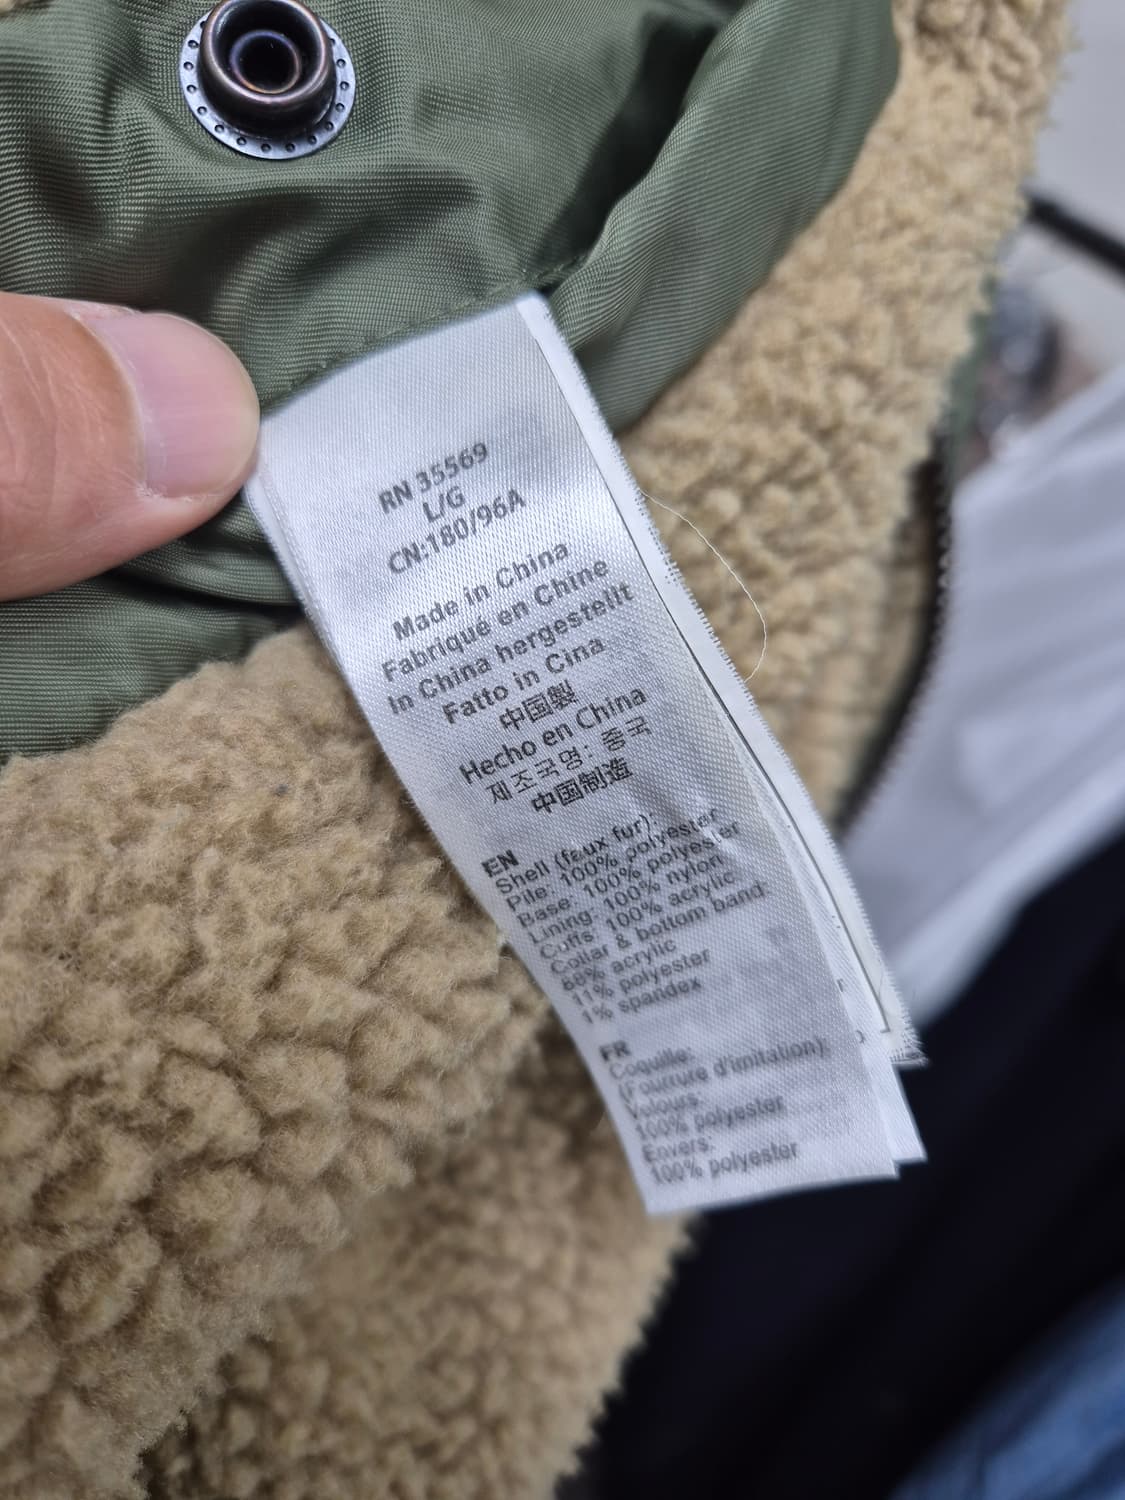 RN 35569
L/G
CN:180/96A
Made in China
Fabriqué en Chine
In China hergestellt
Fatto in Cina
中国製
Hecho en China
제조국명: 중국
中国制造
EN
Shell (faux fur):
Pile: 100% polyester
Base: 100% polyester
Lining: 100% nylon
Cuffs: 100% acrylic
Collar & bottom band:
88% acrylic
11% polyester
1% spandex
FR
Coquille:
(Fourrure d'imitation):
Velours:
100% polyester
Envers:
100% polyester